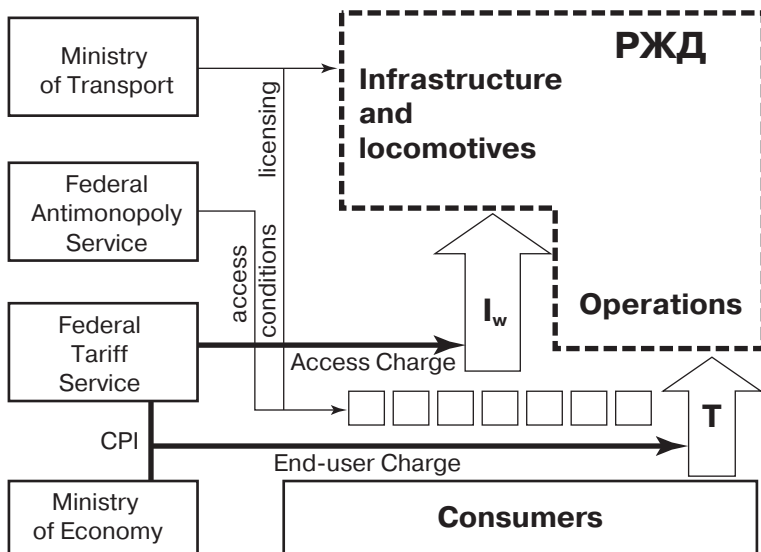 Ministry
of Transport
РЖД
Infrastructure
and
locomotives
licensing
Federal
Antimonopoly
Service
access
conditions
Operations
I_w
Federal
Tariff
Service
Access Charge
T
CPI
End-user Charge
Ministry
of Economy
Consumers